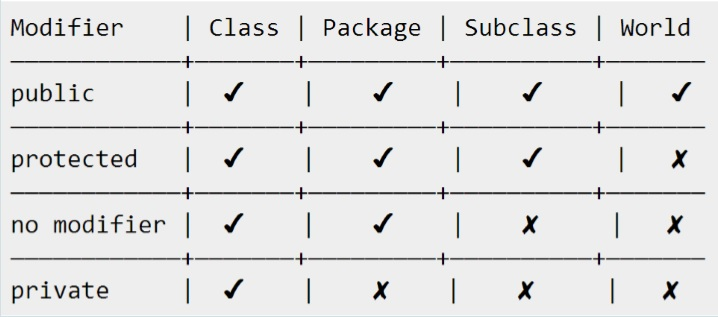 Modifier | Class | Package | Subclass | World
————————————+———————+—————————+——————————+———————
public | ✔ | ✔ | ✔ | ✔
————————————+———————+—————————+——————————+———————
protected | ✔ | ✔ | ✔ | ✘
————————————+———————+—————————+——————————+———————
no modifier | ✔ | ✔ | ✘ | ✘
————————————+———————+—————————+——————————+———————
private | ✔ | ✘ | ✘ | ✘